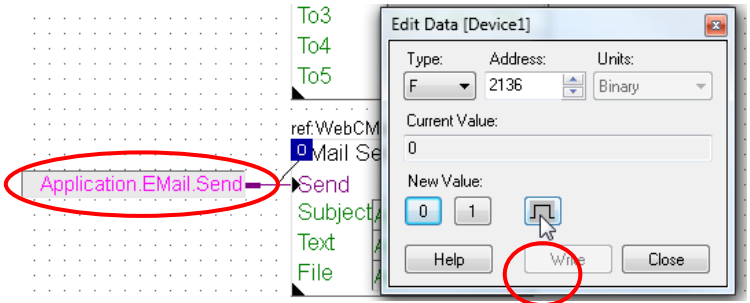 To3
To4
To5
ref:WebCM
0
Mail Se
Application.EMail.Send
Send
Subject
Text
File
Edit Data [Device1]
Type: Address: Units:
F 2136 Binary
Current Value:
0
New Value:
0 1
Help Write Close